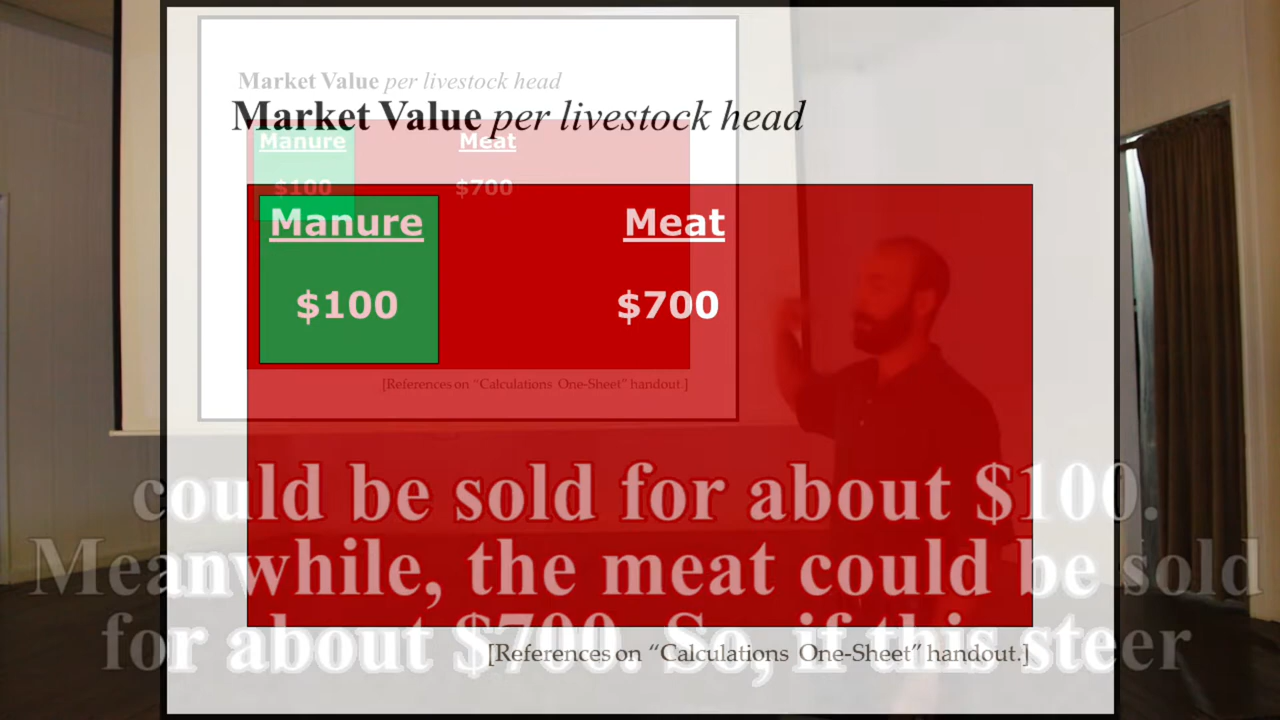 Market Value per livestock head
Market Value per livestock head
Manure Meat
$100 $700
Manure Meat
$100 $700
[References on “Calculations One-Sheet” handout.]
could be sold for about $100.
Meanwhile, the meat could be sold
for about $700. So, if this steer
[References on “Calculations One-Sheet” handout.]